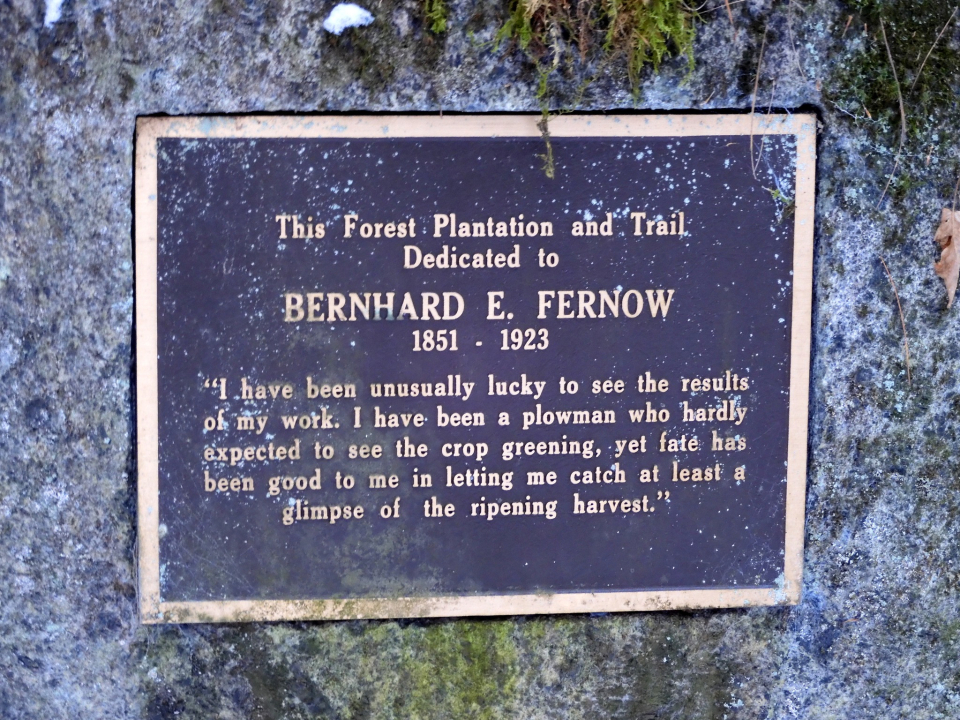 This Forest Plantation and Trail
Dedicated to
BERNHARD E. FERNOW
1851 - 1923
“I have been unusually lucky to see the results
of my work. I have been a plowman who hardly
expected to see the crop greening, yet fate has
been good to me in letting me catch at least a
glimpse of the ripening harvest.”